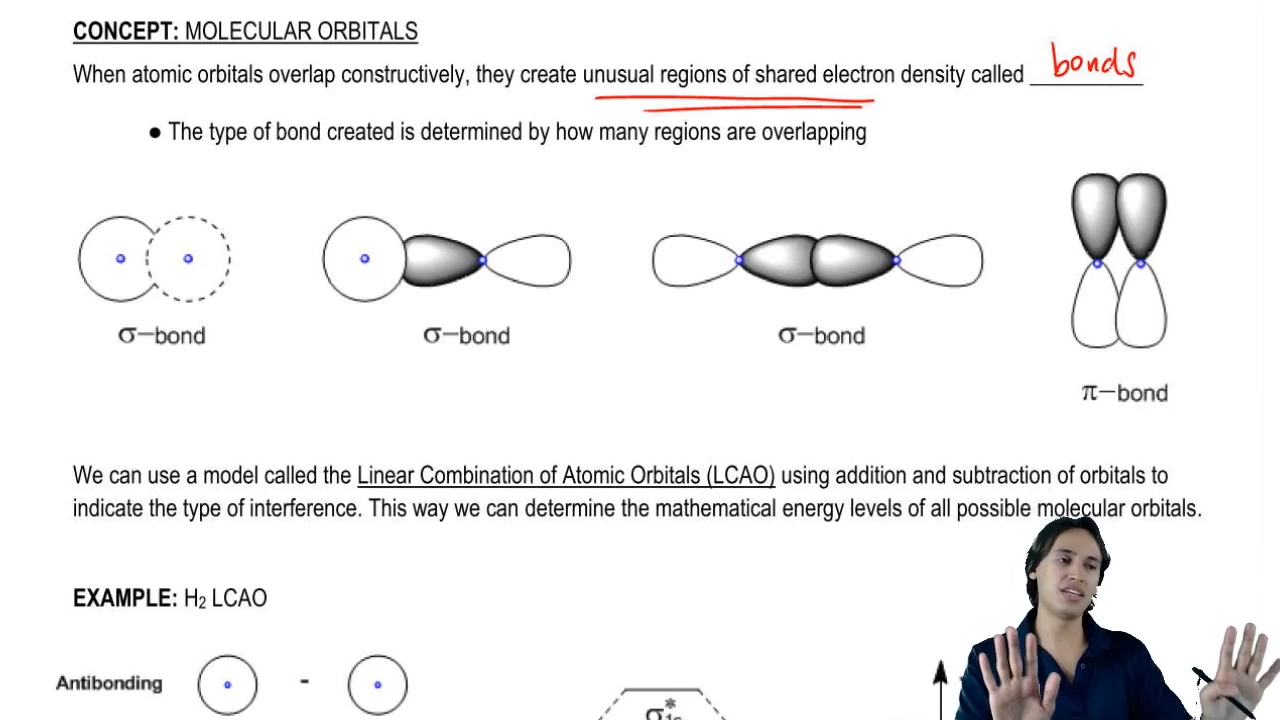 CONCEPT: MOLECULAR ORBITALS
When atomic orbitals overlap constructively, they create unusual regions of shared electron density called bonds
● The type of bond created is determined by how many regions are overlapping
σ−bond
σ−bond
σ−bond
π−bond
We can use a model called the Linear Combination of Atomic Orbitals (LCAO) using addition and subtraction of orbitals to
indicate the type of interference. This way we can determine the mathematical energy levels of all possible molecular orbitals.
EXAMPLE: H₂ LCAO
Antibonding -
σ*1s